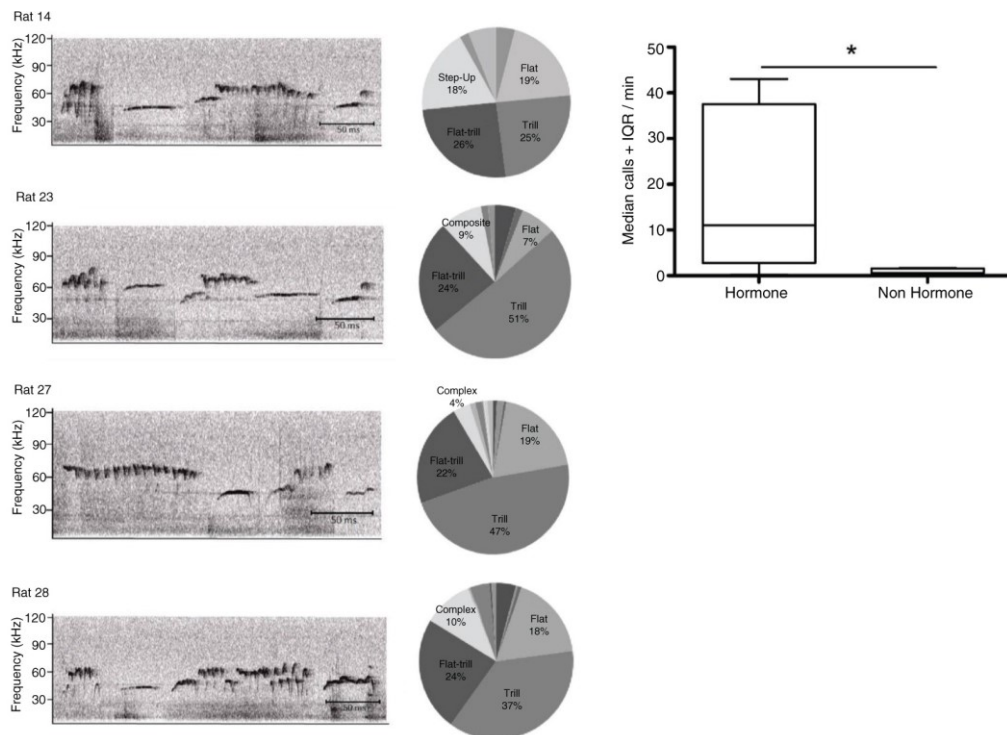 Rat 14
Frequency (kHz)
120
90
60
30
50 ms
Step-Up
18%
Flat
19%
Flat-trill
26%
Trill
25%
Rat 23
Frequency (kHz)
120
90
60
30
50 ms
Composite
9%
Flat
7%
Flat-trill
24%
Trill
51%
Rat 27
Frequency (kHz)
120
90
60
30
50 ms
Complex
4%
Flat
19%
Flat-trill
22%
Trill
47%
Rat 28
Frequency (kHz)
120
90
60
30
50 ms
Complex
10%
Flat
18%
Flat-trill
24%
Trill
37%
Median calls + IQR / min
50
40
30
20
10
0
*
Hormone
Non Hormone